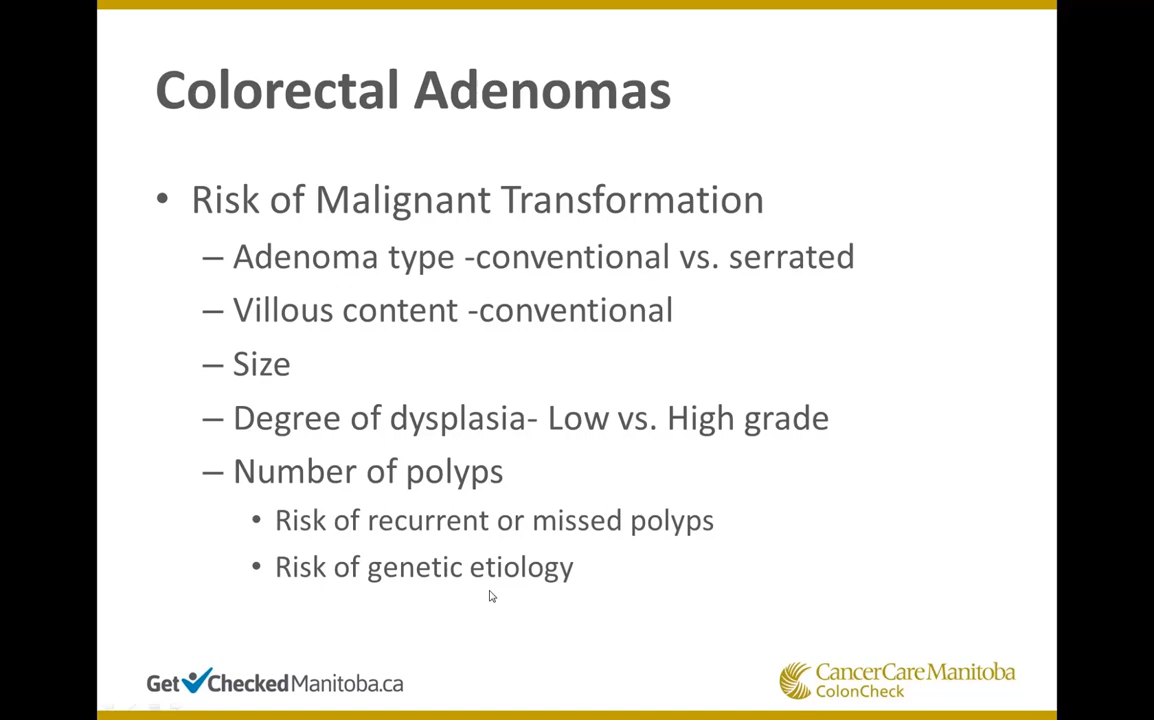 Colorectal Adenomas
• Risk of Malignant Transformation
– Adenoma type -conventional vs. serrated
– Villous content -conventional
– Size
– Degree of dysplasia- Low vs. High grade
– Number of polyps
• Risk of recurrent or missed polyps
• Risk of genetic etiology
GetCheckedManitoba.ca
CancerCare Manitoba
ColonCheck